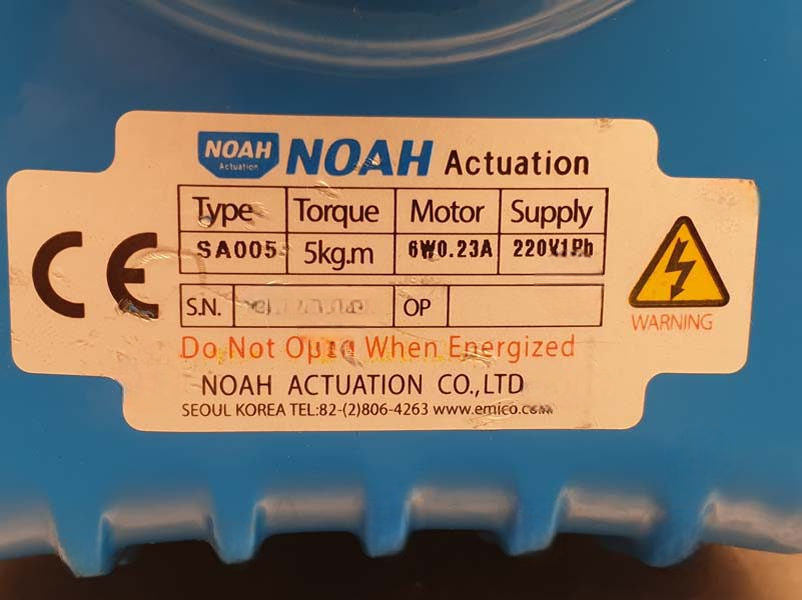 NOAH
Actuation
NOAH Actuation
Type Torque Motor Supply
SA005 5kg.m 6W0.23A 220V1Ph
S.N. OP
Do Not When Energized
NOAH ACTUATION CO.,LTD
SEOUL KOREA TEL:82-(2)806-4263 www.emico.com
CE
WARNING